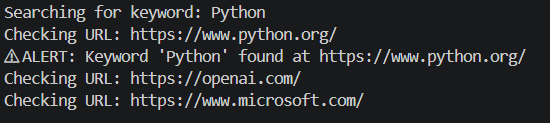 Searching for keyword: Python
Checking URL: https://www.python.org/
⚠ALERT: Keyword 'Python' found at https://www.python.org/
Checking URL: https://openai.com/
Checking URL: https://www.microsoft.com/